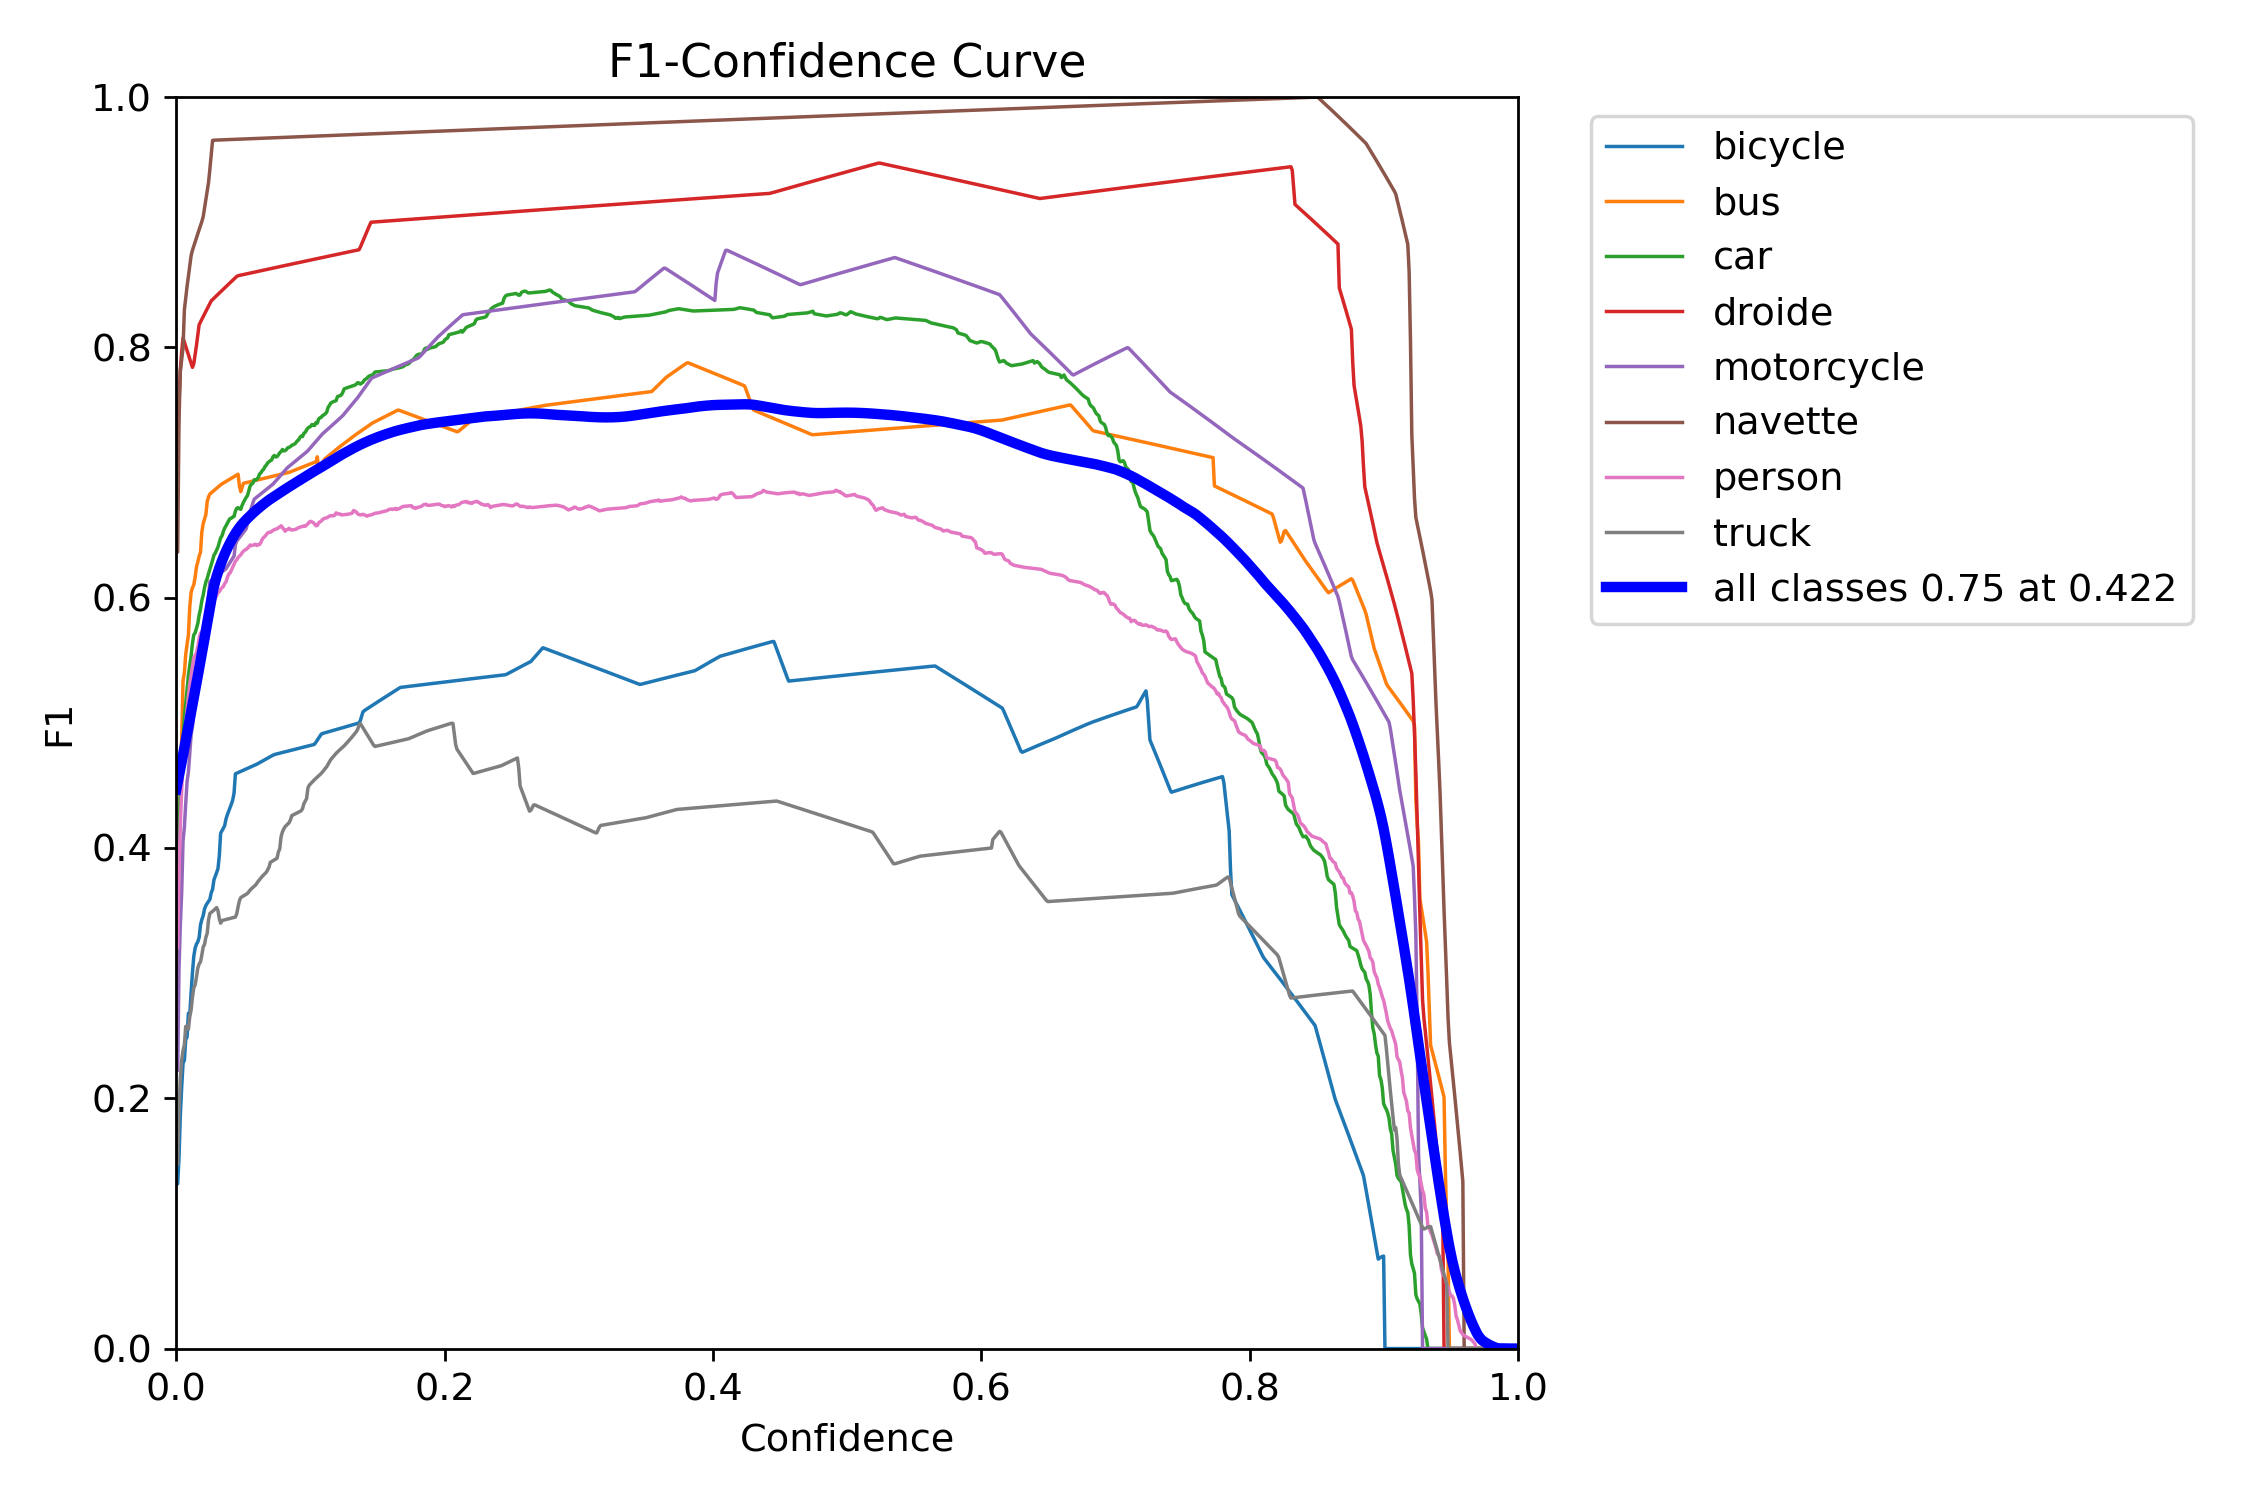 F1-Confidence Curve
1.0
0.8
0.6
0.4
0.2
0.0
F1
0.0 0.2 0.4 0.6 0.8 1.0
Confidence
bicycle
bus
car
droide
motorcycle
navette
person
truck
all classes 0.75 at 0.422